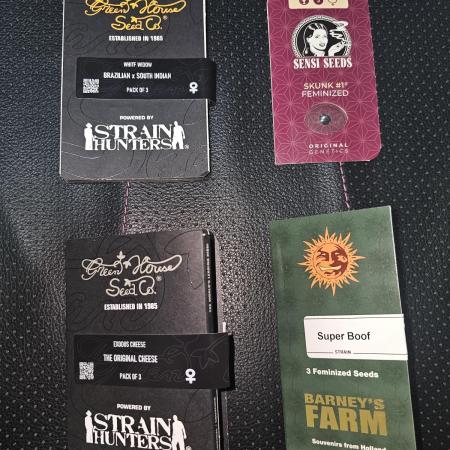 Green House
Seed Co.®
ESTABLISHED IN 1985
WHITE WIDOW
BRAZILIAN x SOUTH INDIAN
PACK OF 3
POWERED BY
STRAIN
HUNTERS®
SENSI SEEDS
SKUNK #1®
FEMINIZED
ORIGINAL
GENETICS
Green House
Seed Co.®
ESTABLISHED IN 1985
EXODUS CHEESE
THE ORIGINAL CHEESE
PACK OF 3
POWERED BY
STRAIN
HUNTERS®
Super Boof
STRAIN
3 Feminized Seeds
BARNEY'S
FARM
Souvenirs from Holland